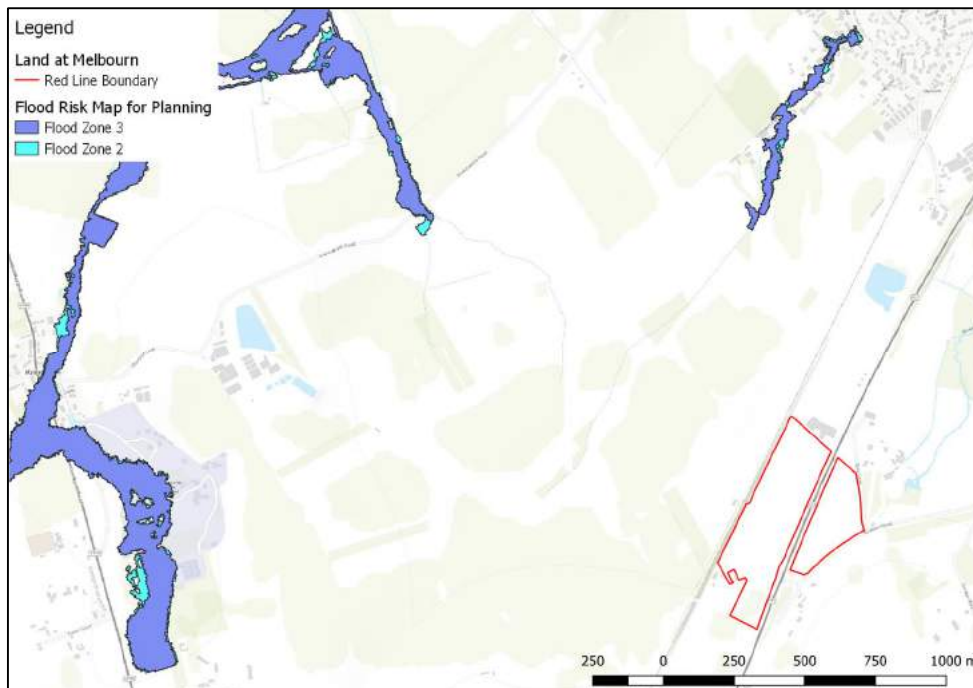 Legend
Land at Melbourn
Red Line Boundary
Flood Risk Map for Planning
Flood Zone 3
Flood Zone 2
250 0 250 500 750 1000 m